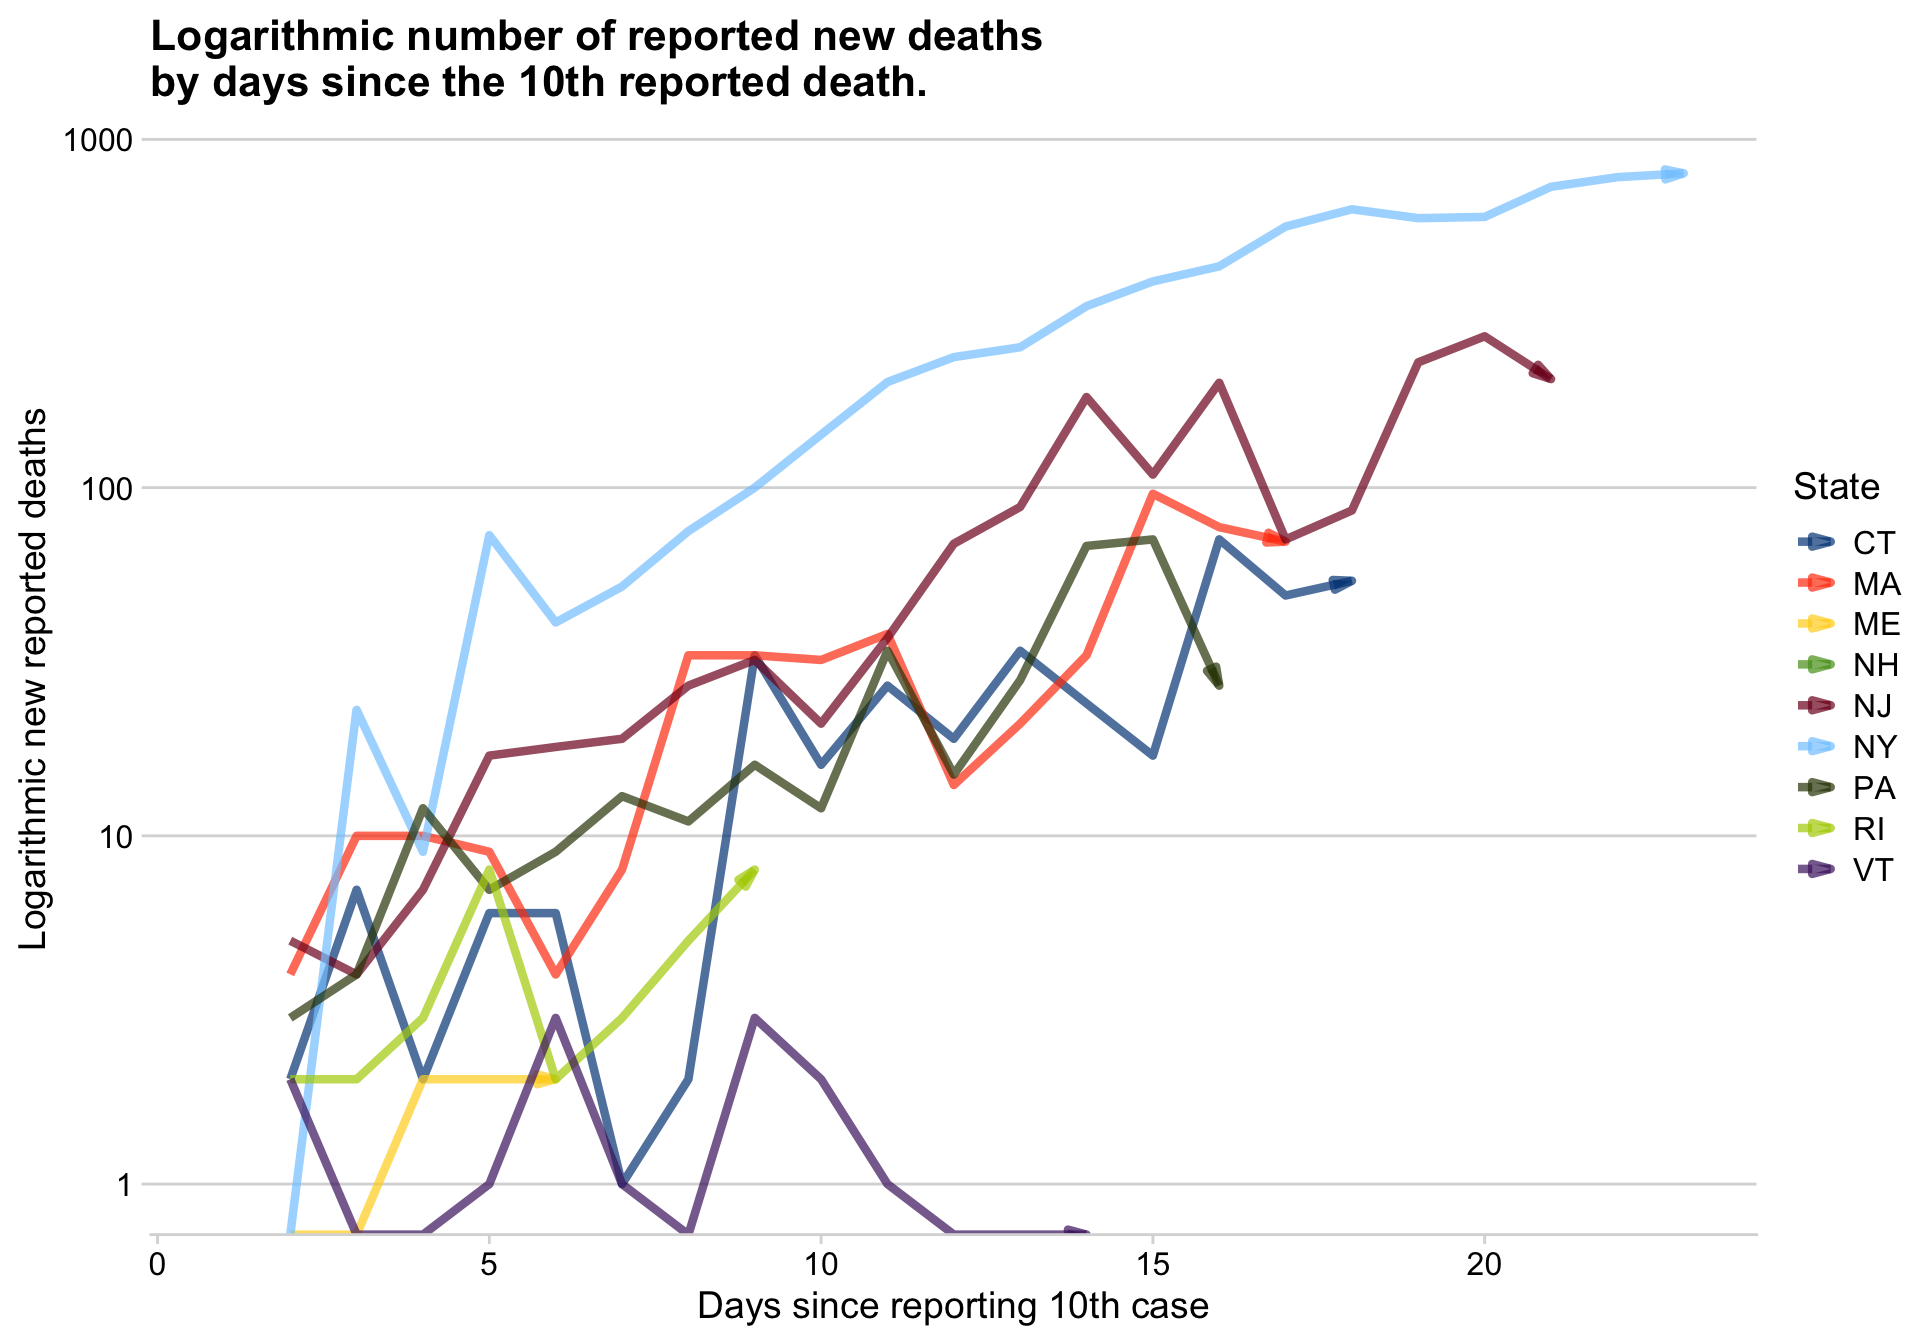 Logarithmic number of reported new deaths
by days since the 10th reported death.
1000
100
10
1
Logarithmic new reported deaths
0 5 10 15 20
Days since reporting 10th case
State
CT
MA
ME
NH
NJ
NY
PA
RI
VT